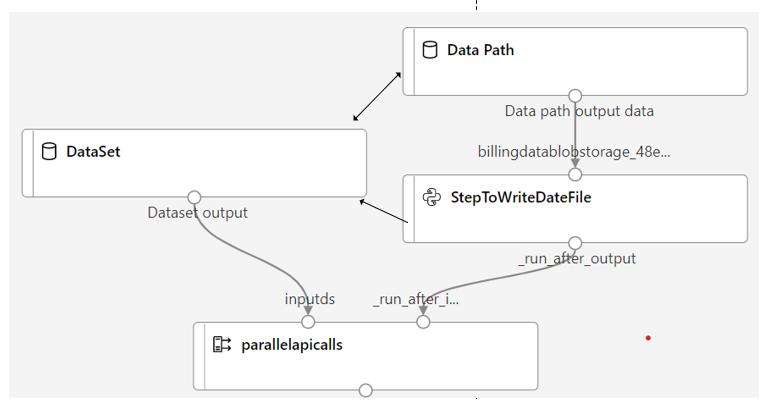 Data Path
Data path output data
billingdatablobstorage_48e...
DataSet
Dataset output
StepToWriteDateFile
_run_after_output
inputds
_run_after_i...
parallelapicalls